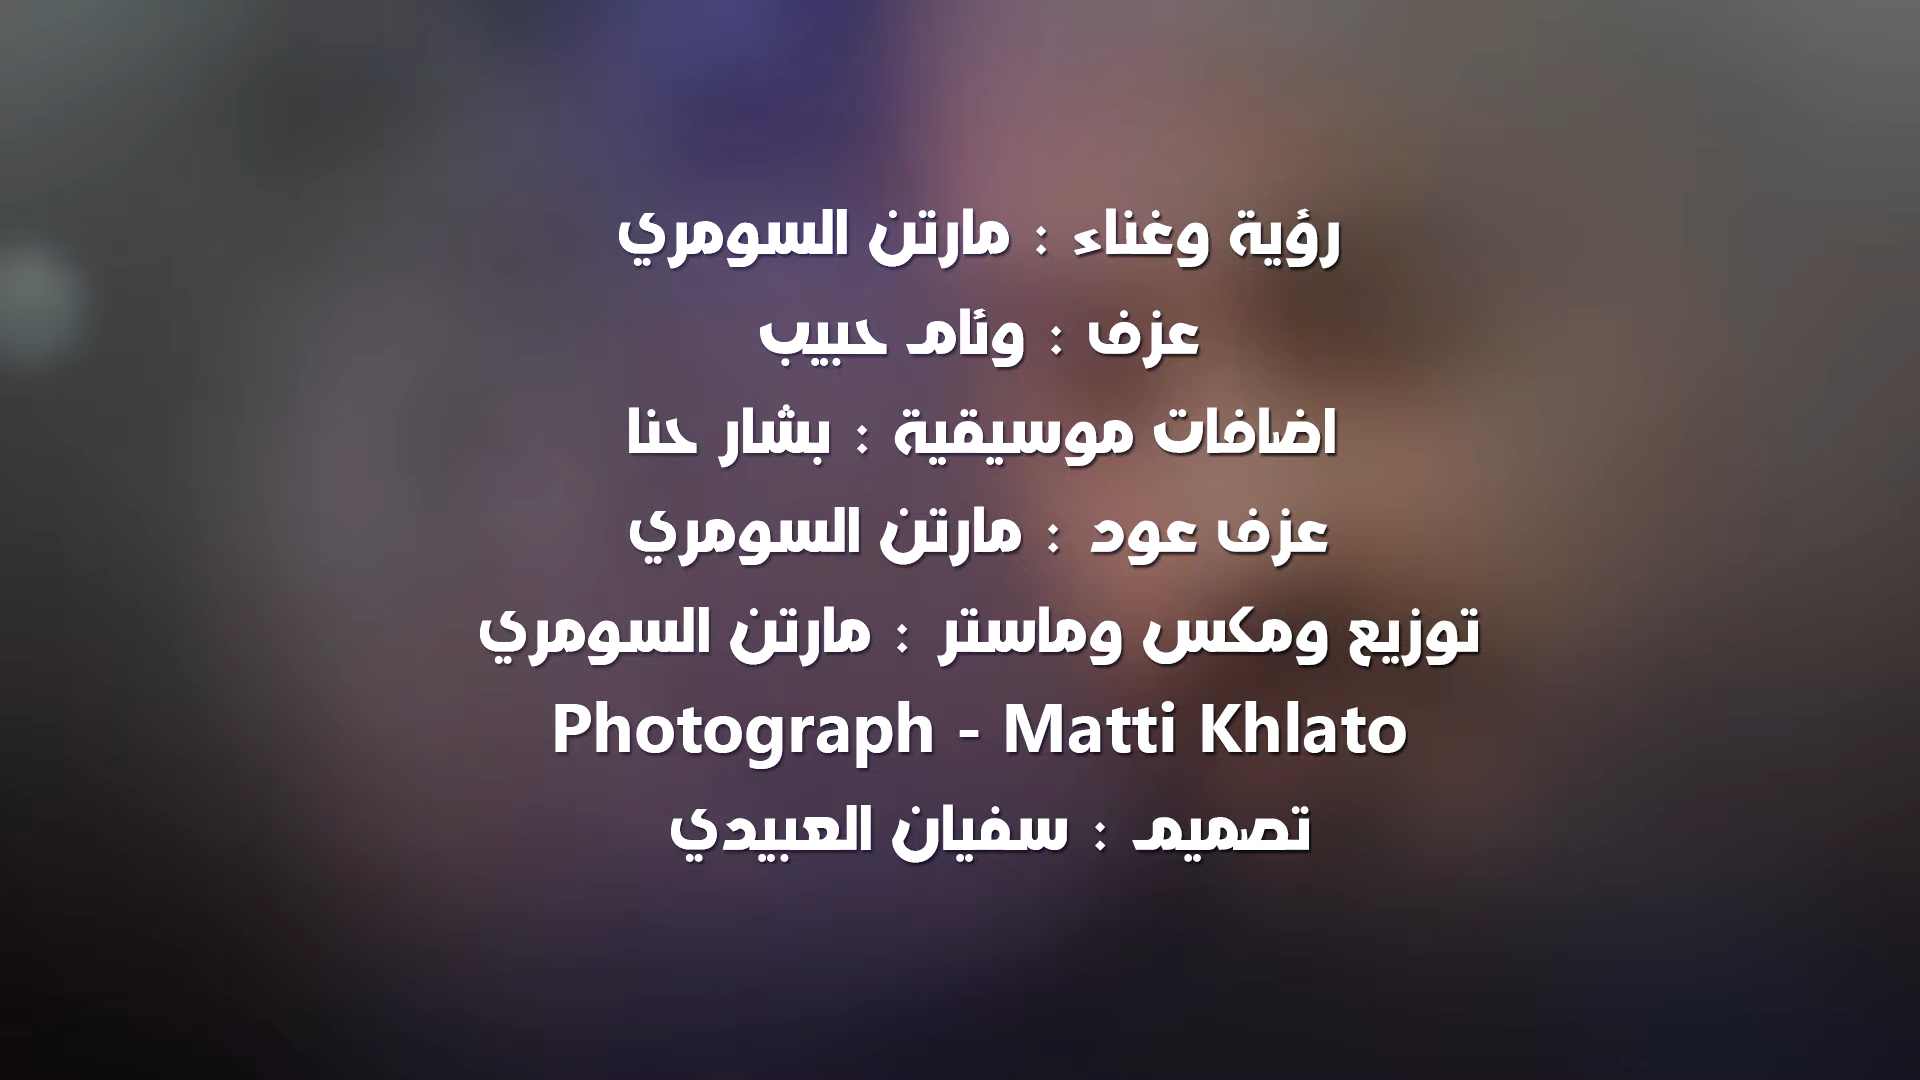 رؤية وغناء : مارتن السومري
عزف : وئام حبيب
اضافات موسيقية : بشار حنا
عزف عود : مارتن السومري
توزيع ومكس وماستر : مارتن السومري
Photograph - Matti Khlato
تصميم : سفيان العبيدي